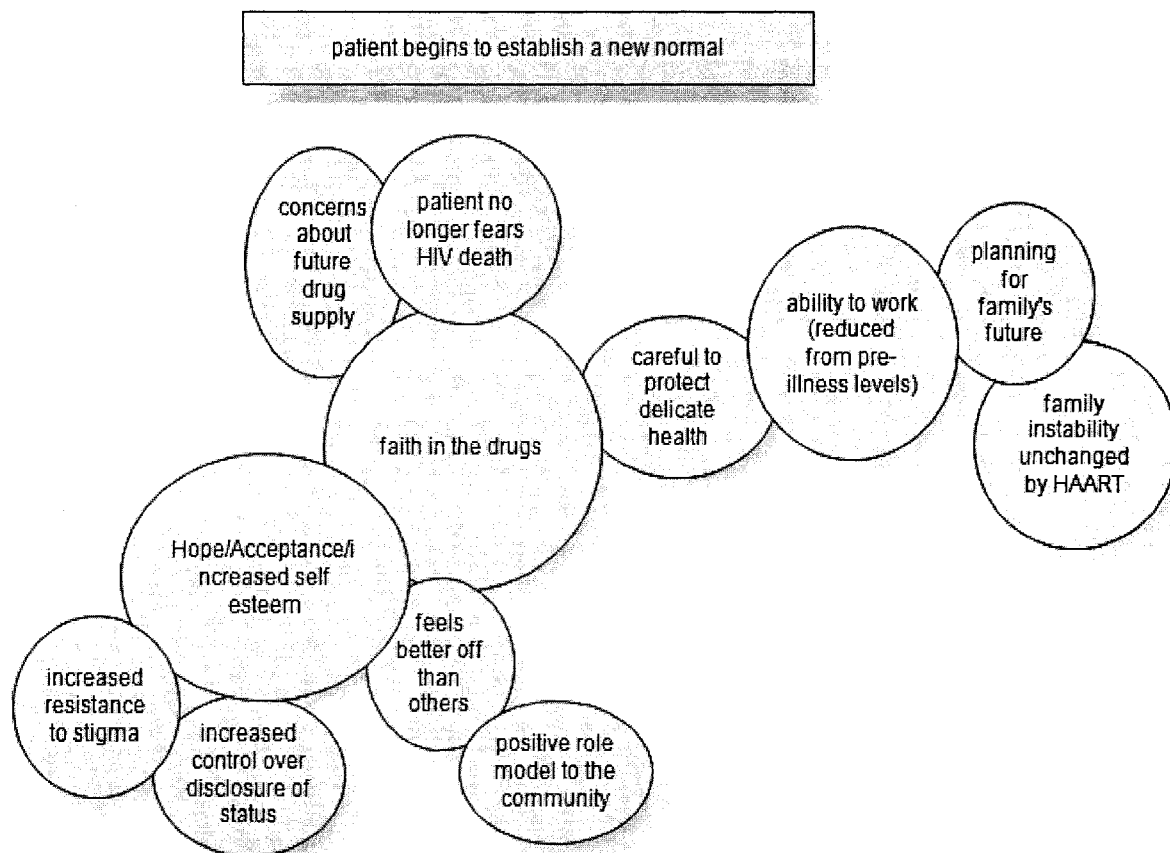 patient begins to establish a new normal
concerns
about
future
drug
supply
patient no
longer fears
HIV death
planning
for
family's
future
ability to work
(reduced
from pre-
illness levels)
careful to
protect
delicate
health
family
instability
unchanged
by HAART
faith in the drugs
Hope/Acceptance/i
ncreased self
esteem
feels
better off
than
others
increased
resistance
to stigma
increased
control over
disclosure of
status
positive role
model to the
community